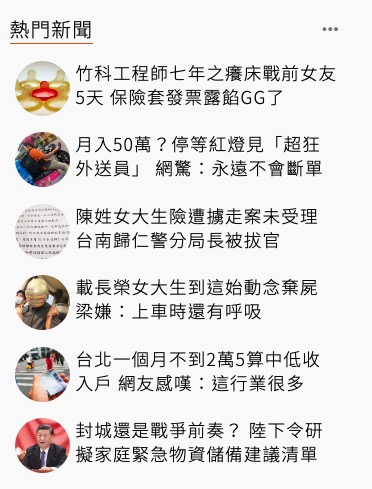 熱門新聞
竹科工程師七年之癢床戰前女友
5天 保險套發票露餡GG了
月入50萬？停等紅燈見「超狂
外送員」 網驚：永遠不會斷單
陳姓女大生險遭擄走案未受理
台南歸仁警分局長被拔官
載長榮女大生到這始動念棄屍
梁嫌：上車時還有呼吸
台北一個月不到2萬5算中低收
入戶 網友感嘆：這行業很多
封城還是戰爭前奏？ 陸下令研
擬家庭緊急物資儲備建議清單